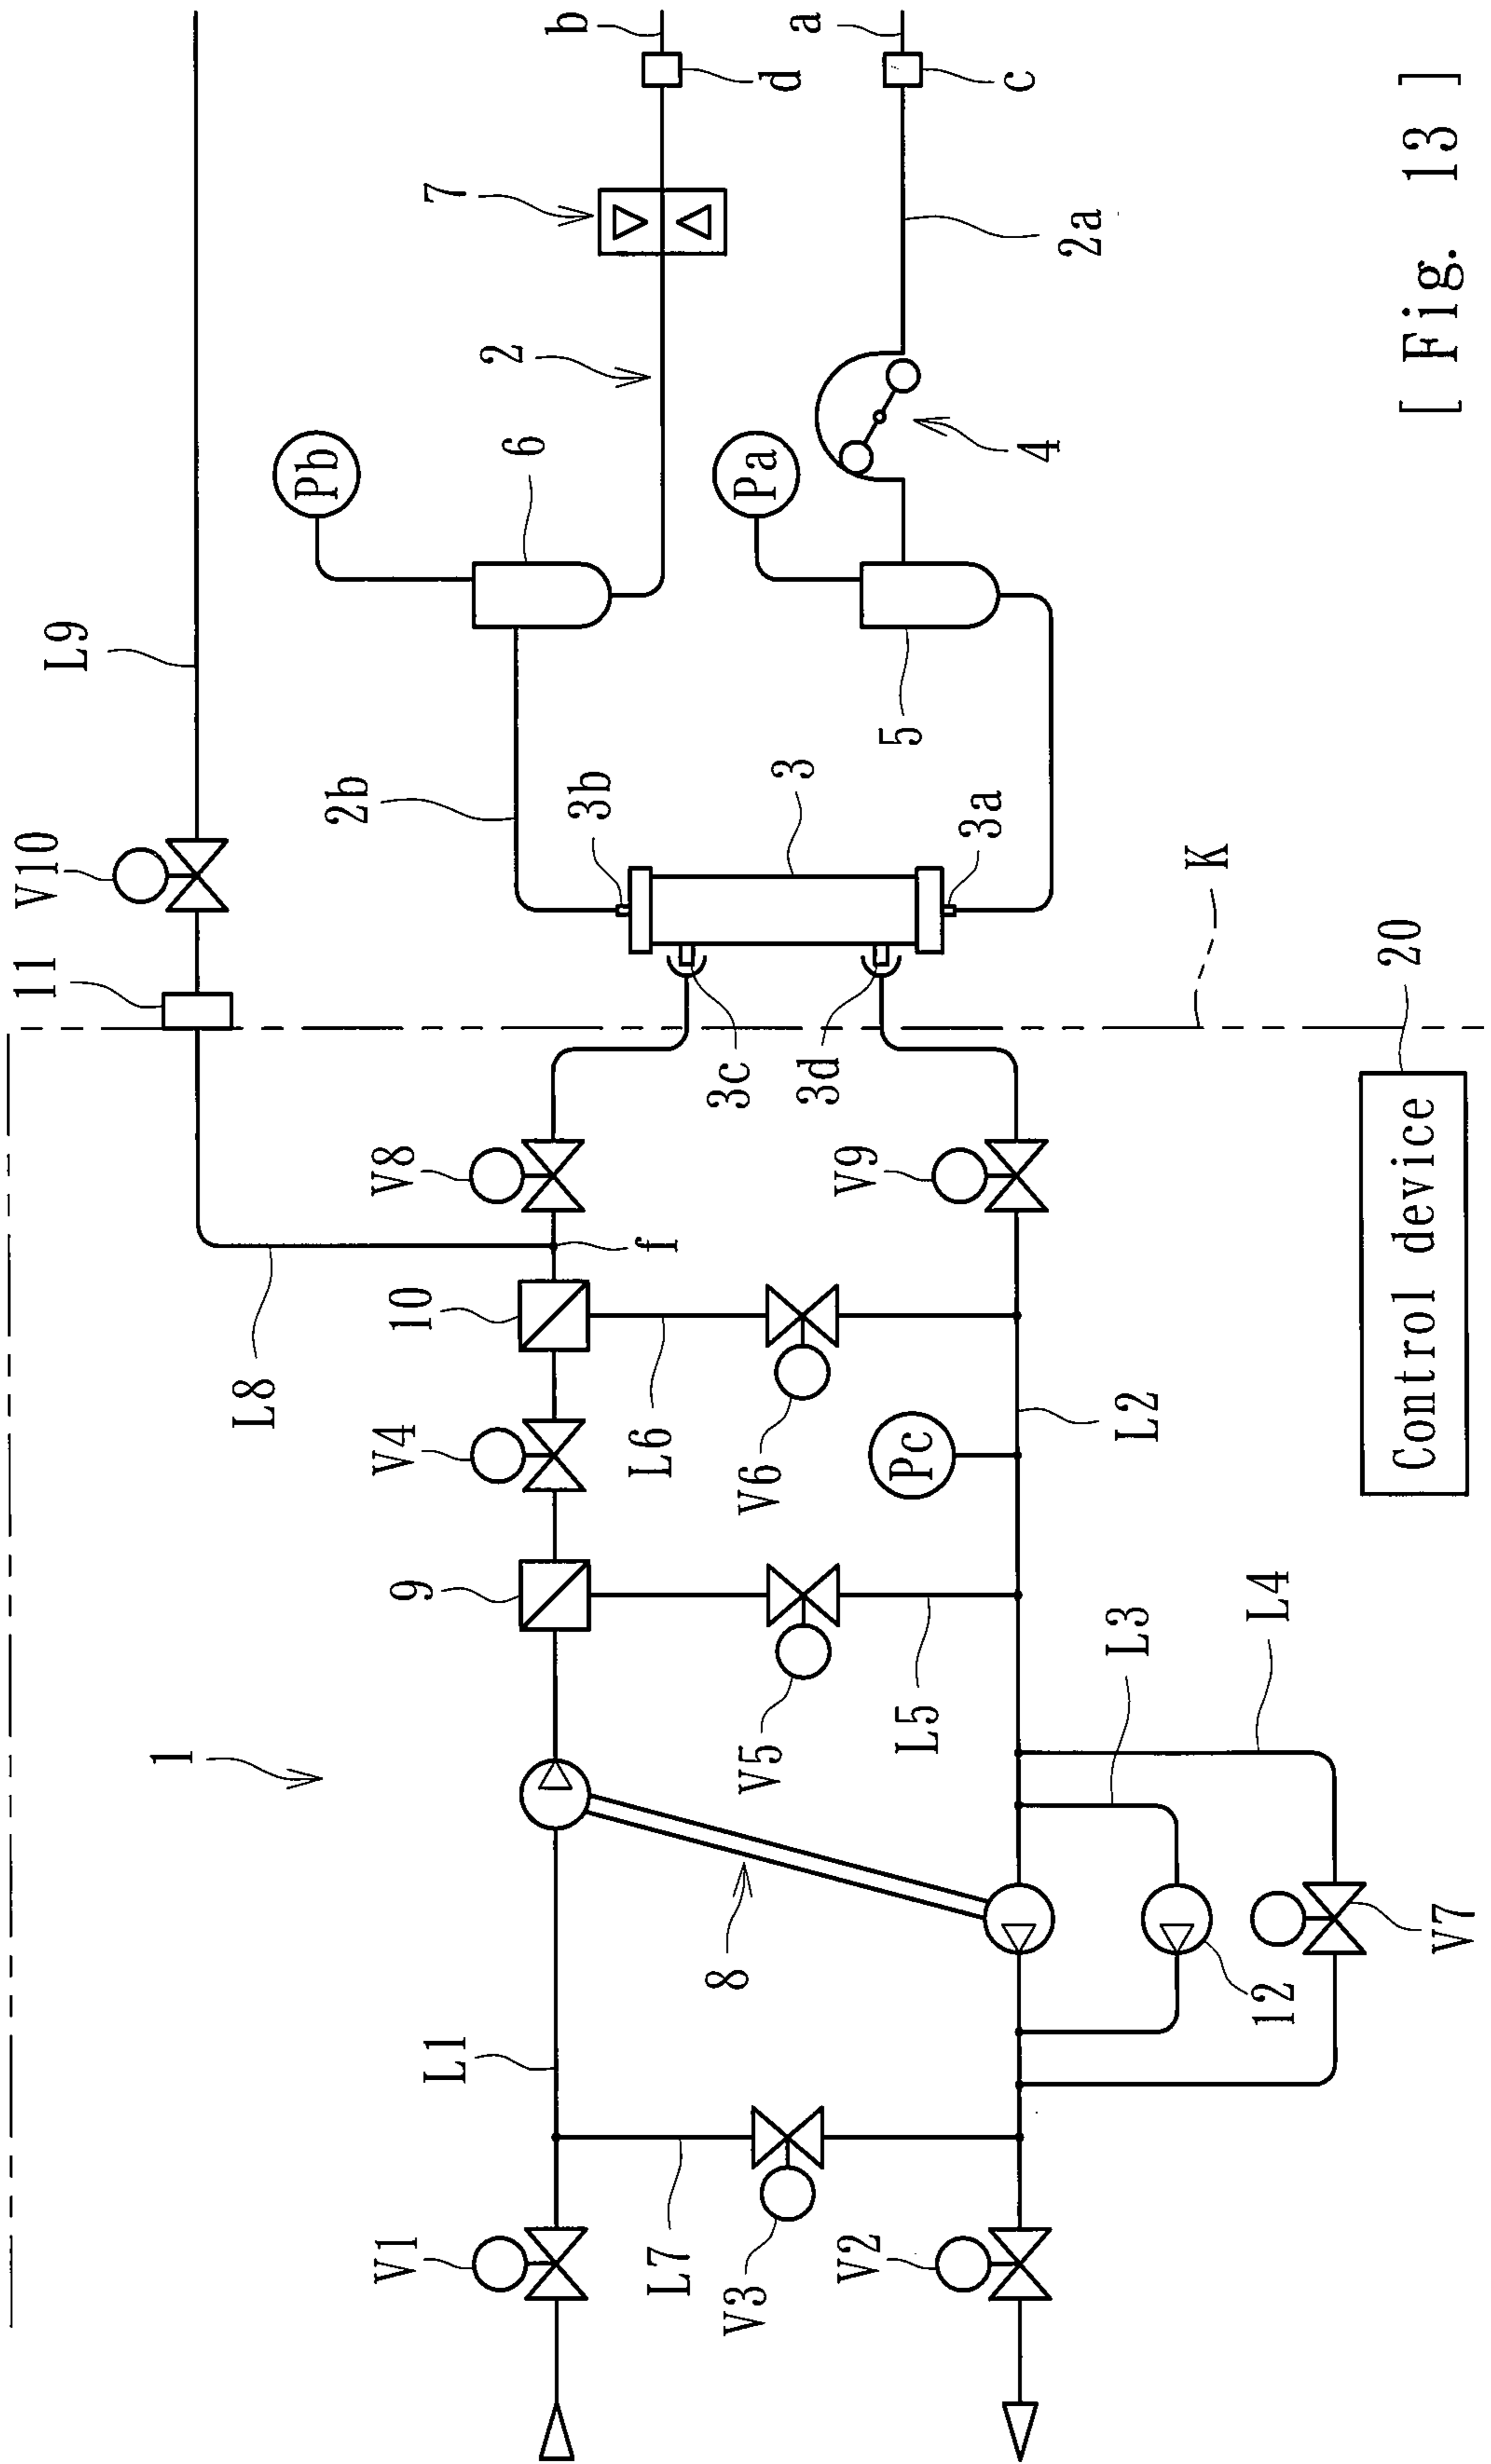 [ Fig. 13 ]
L9
V10
11
b
d
a
c
7
2
2a
Pb
6
Pa
4
5
2b
3b
3
3a
K
3c
3d
20
Control device
V8
V9
f
10
L8
V4
L6
V6
Pc
L2
9
1
V5
L5
L3
L4
8
L1
12
V7
V1
L7
V3
V2